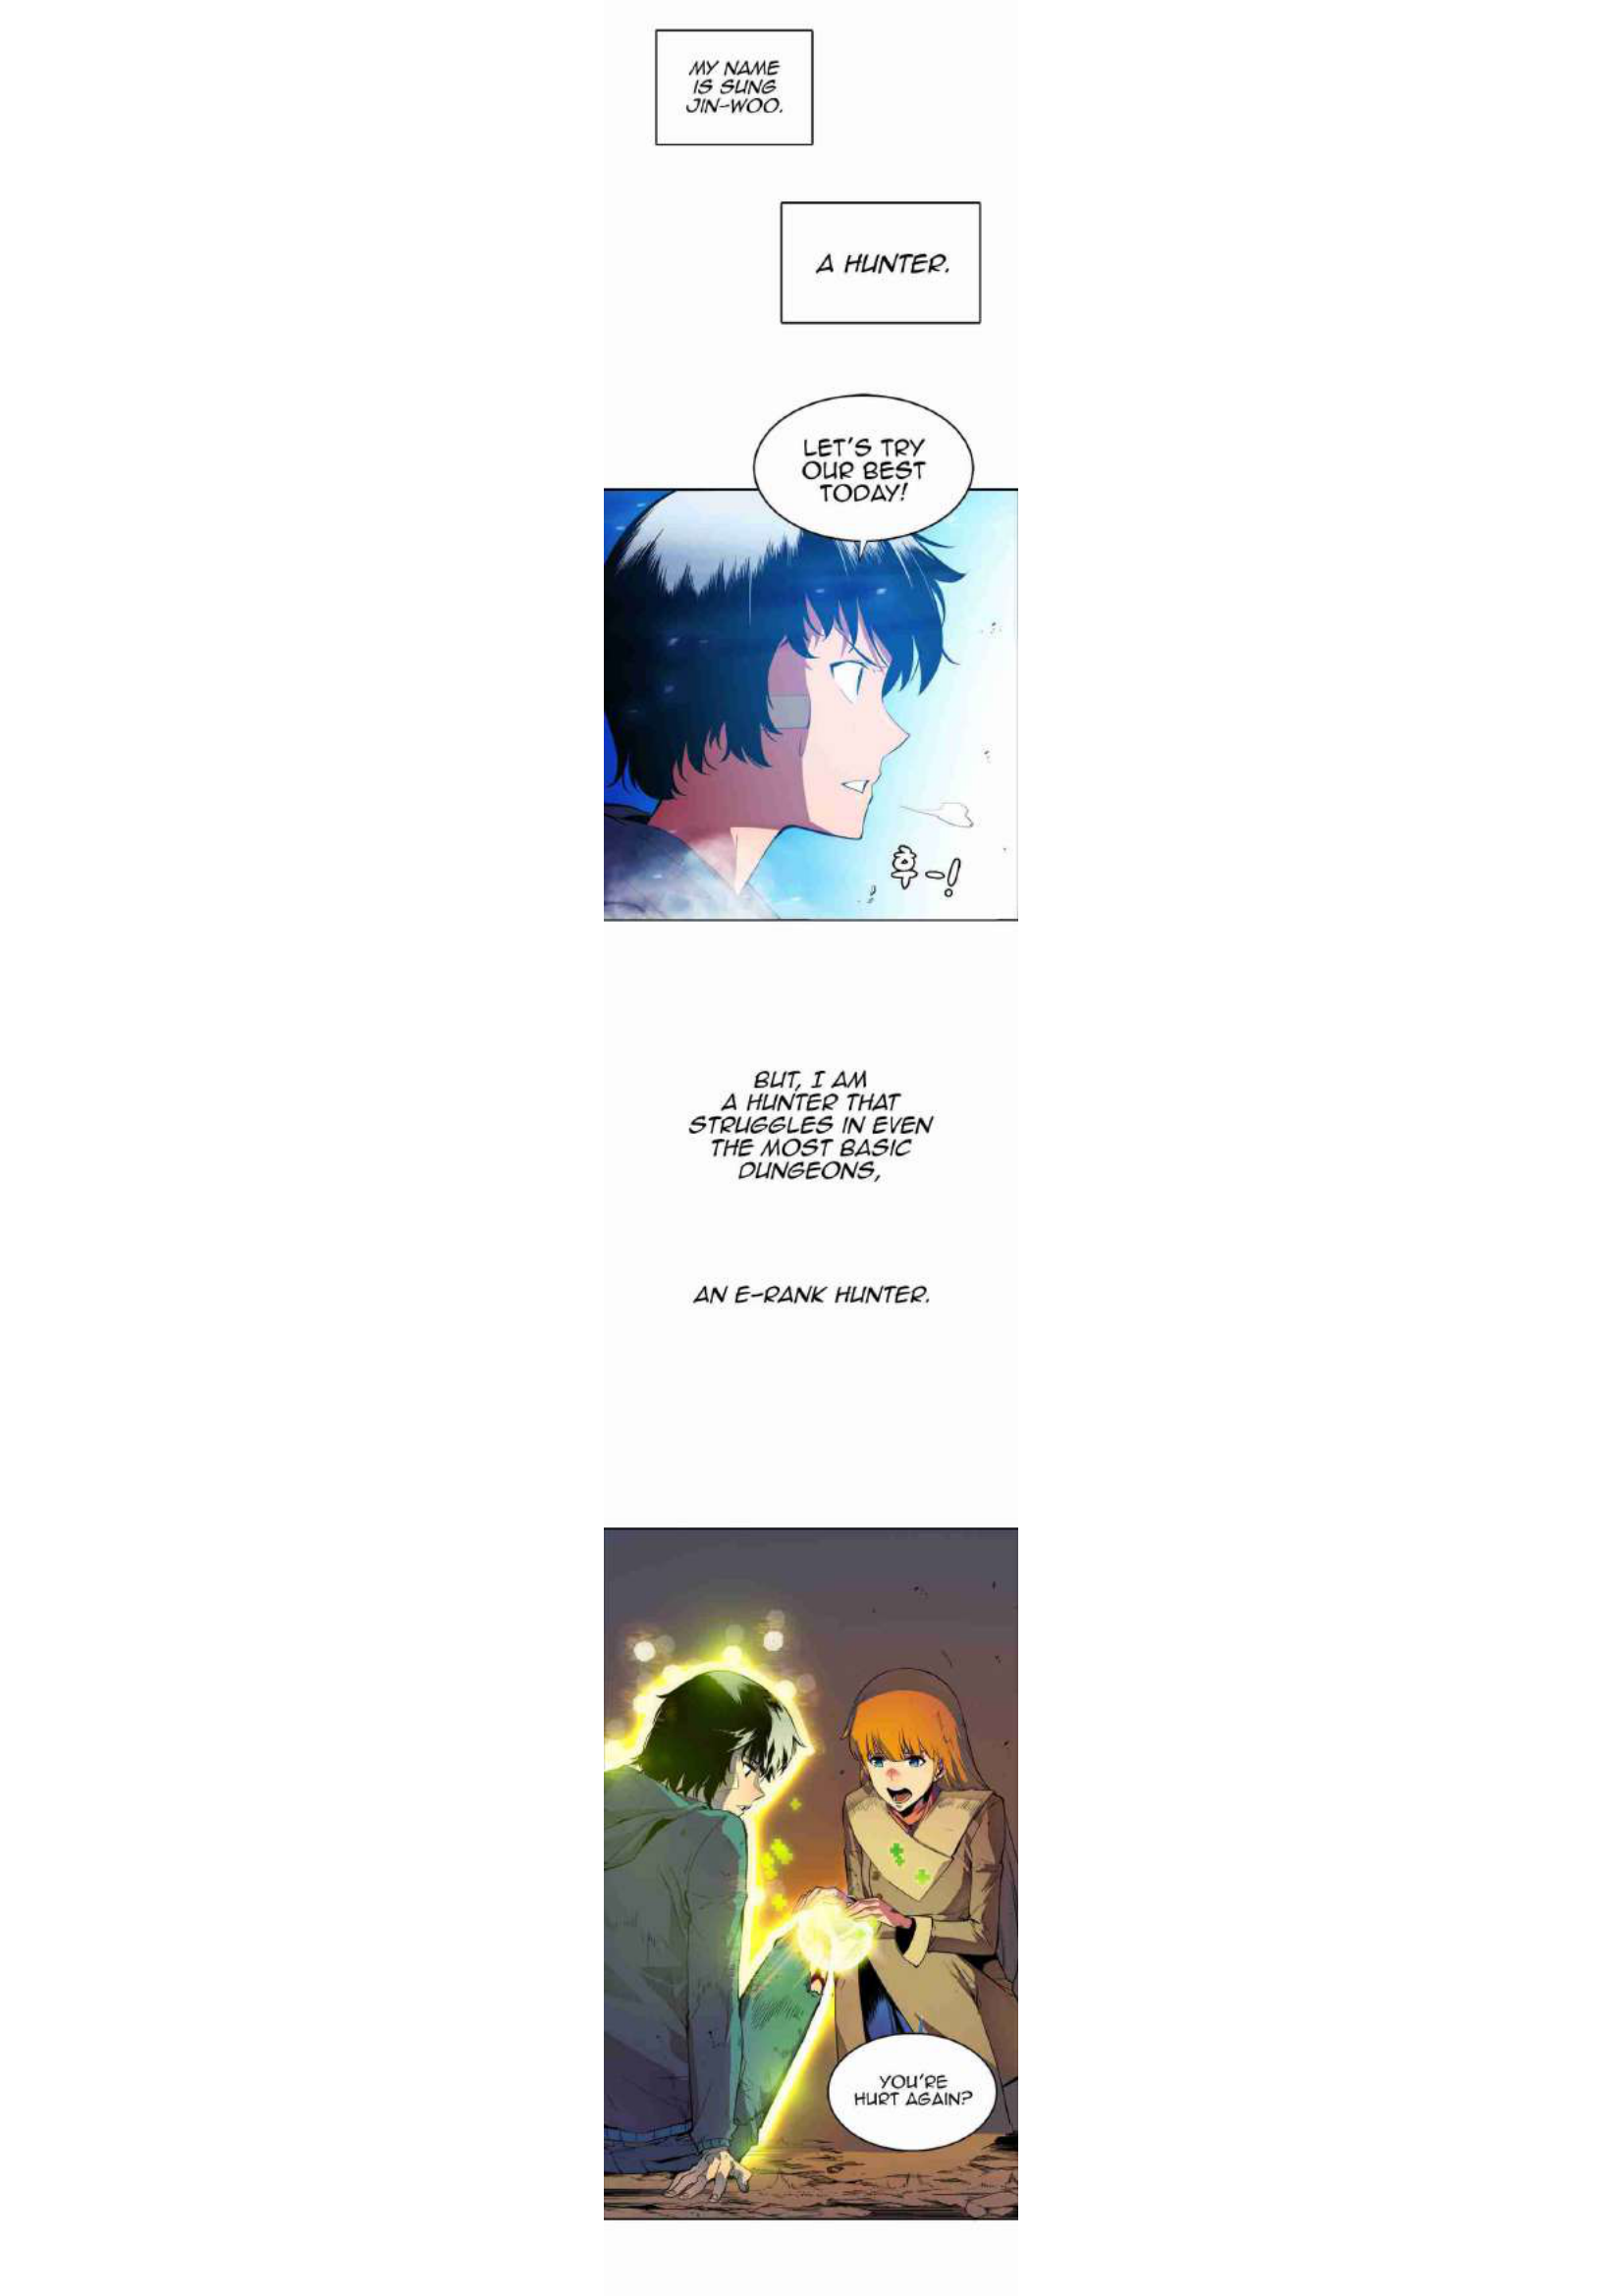 MY NAME
IS SUNG
JIN-WOO.
A HUNTER.
LET'S TRY
OUR BEST
TODAY!
후-!
BUT, I AM
A HUNTER THAT
STRUGGLES IN EVEN
THE MOST BASIC
DUNGEONS,
AN E-RANK HUNTER.
YOU'RE
HURT AGAIN?